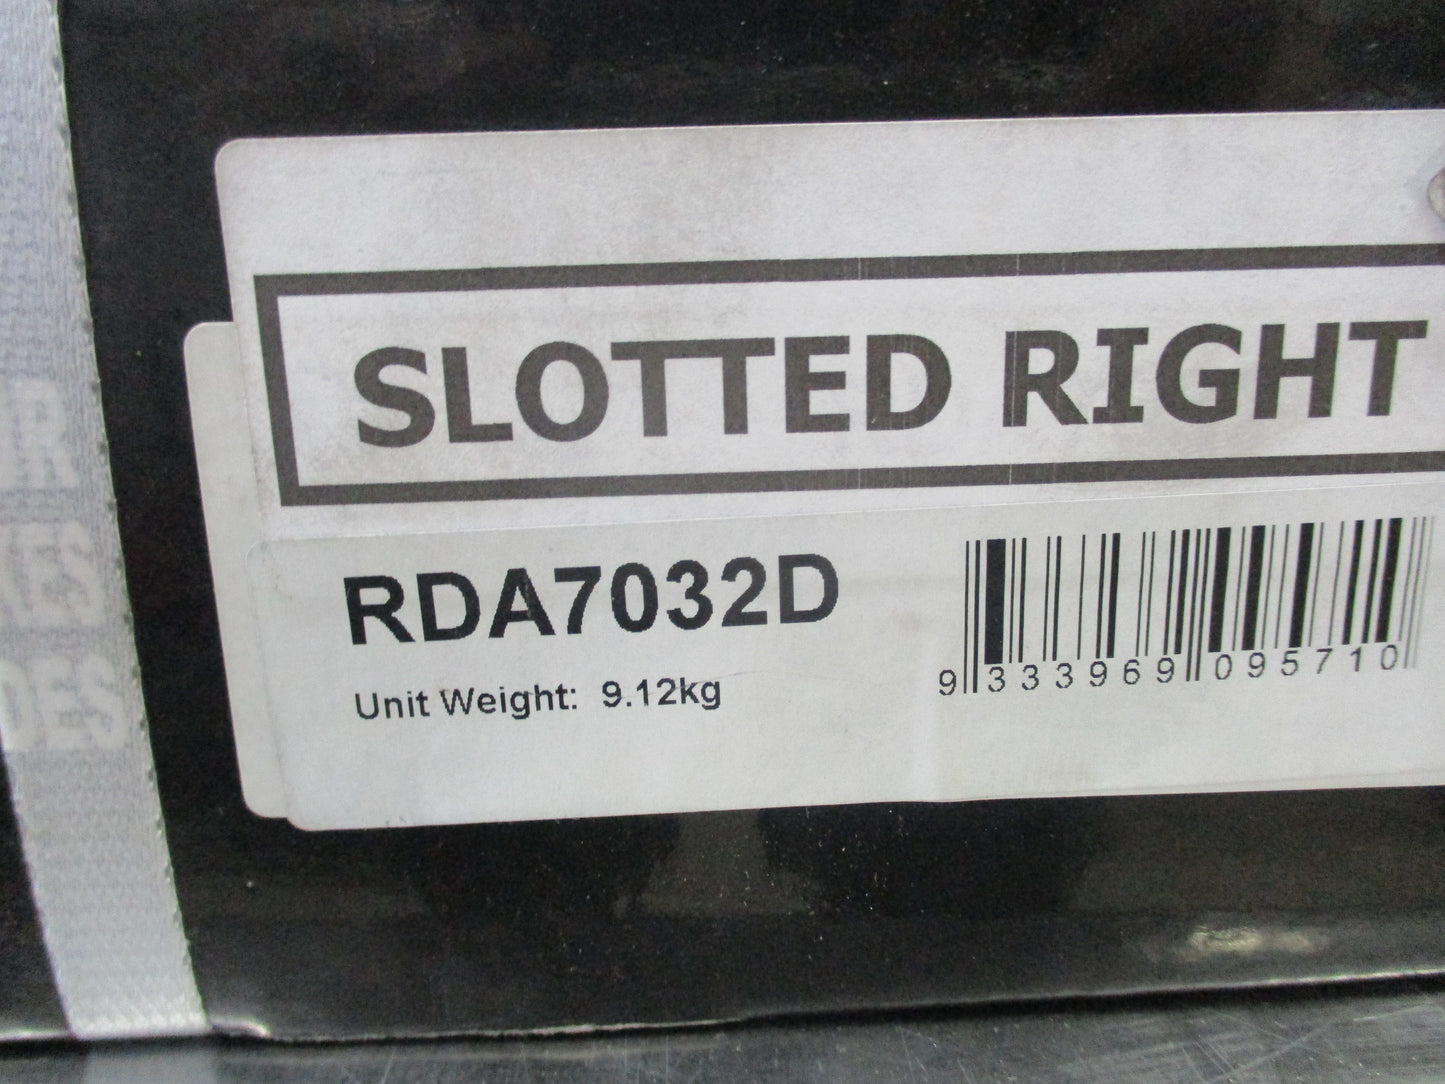 SLOTTED RIGHT
RDA7032D
Unit Weight: 9.12kg
9 333969 095710